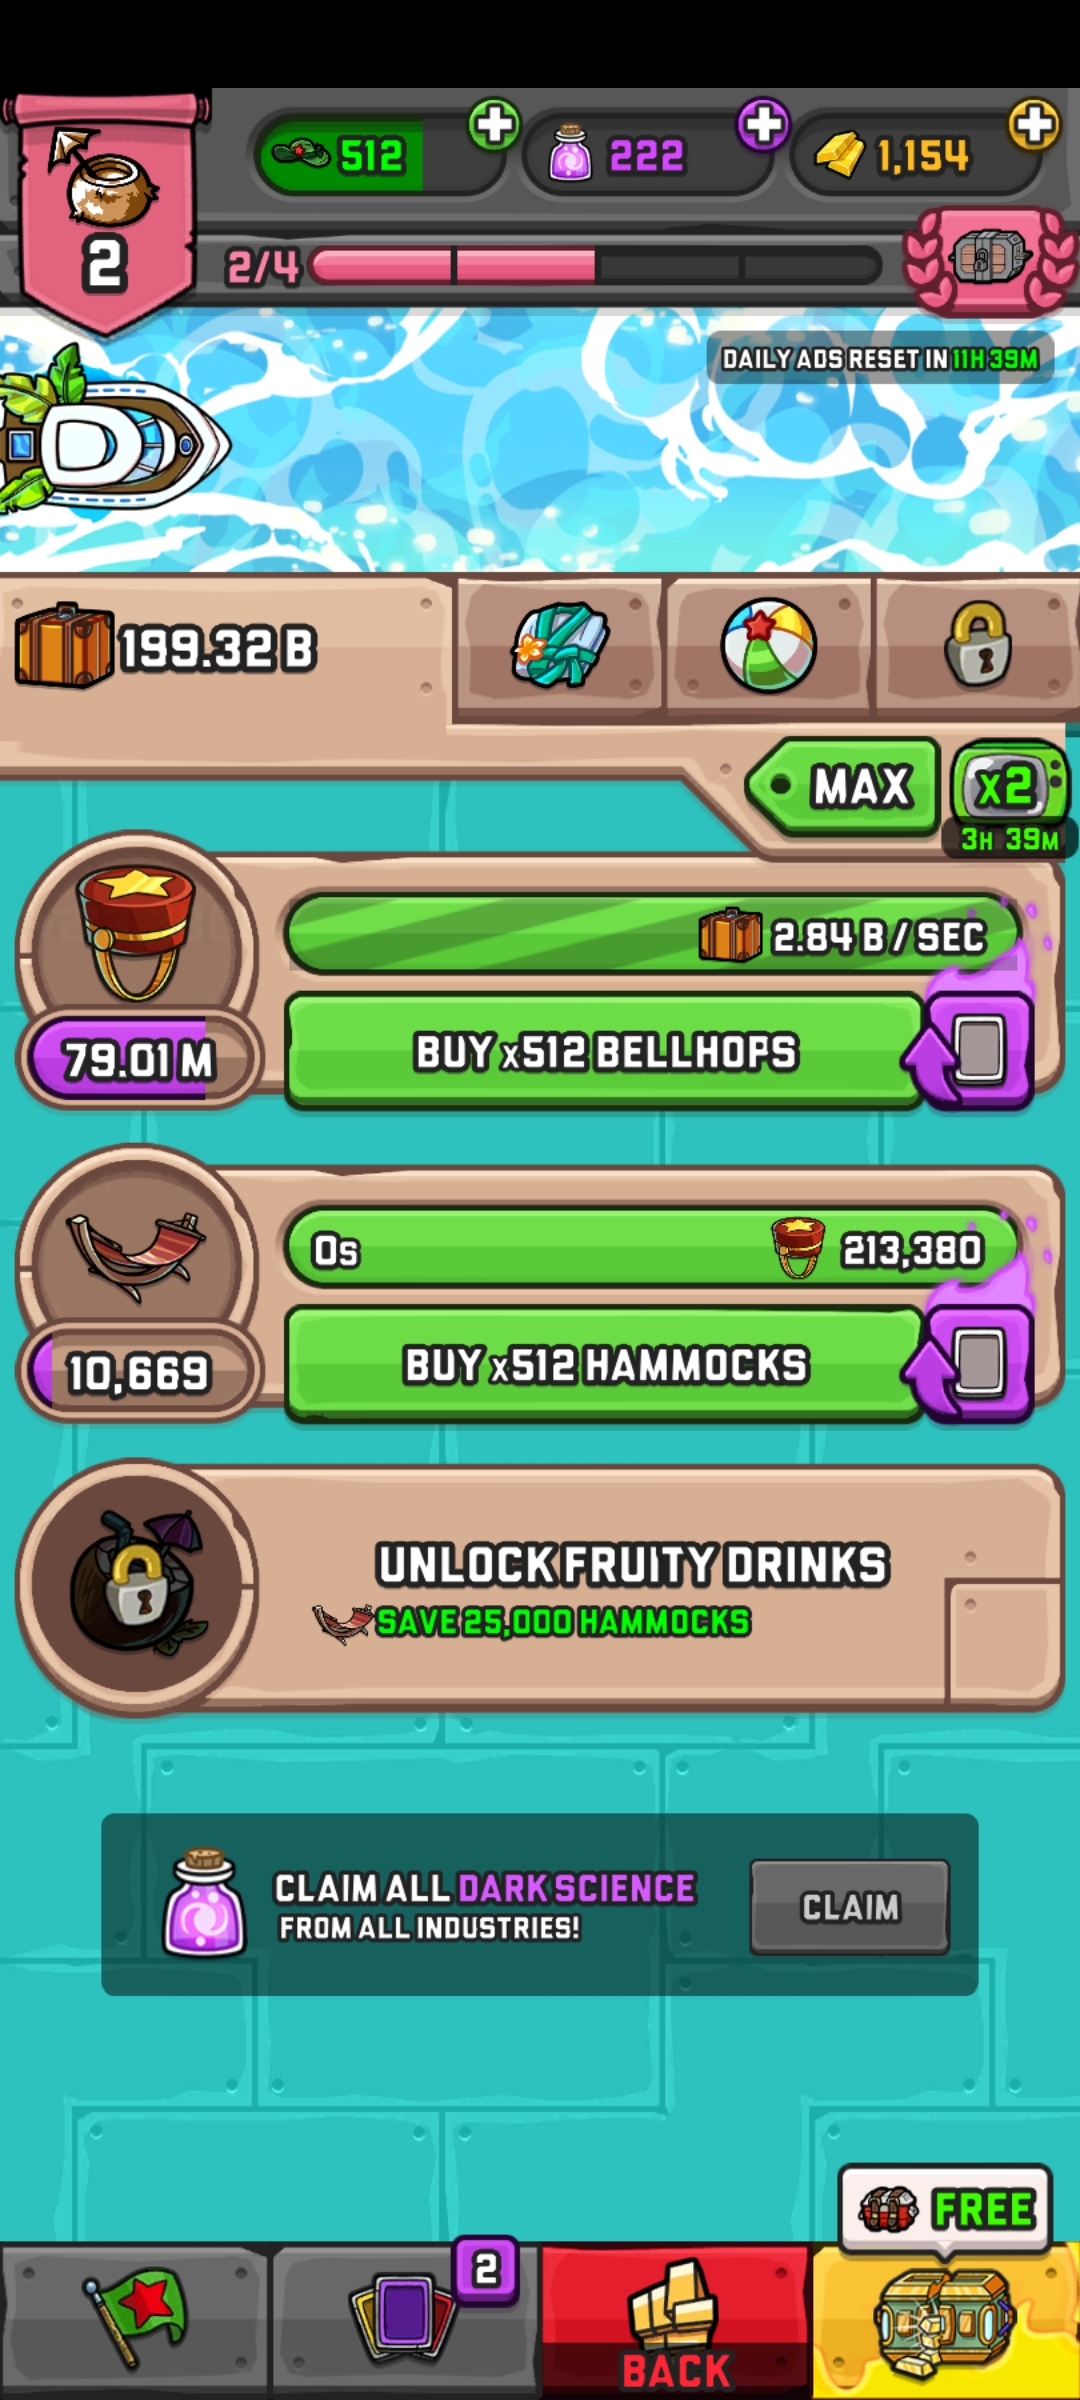 512
222
1,154
2
2/4
DAILY ADS RESET IN 11H 39M
199.32 B
MAX
x2
3H 39M
2.84 B / SEC
79.01 M
BUY x512 BELLHOPS
0s
213,380
10,669
BUY x512 HAMMOCKS
UNLOCK FRUITY DRINKS
SAVE 25,000 HAMMOCKS
CLAIM ALL DARK SCIENCE
FROM ALL INDUSTRIES!
CLAIM
FREE
2
BACK